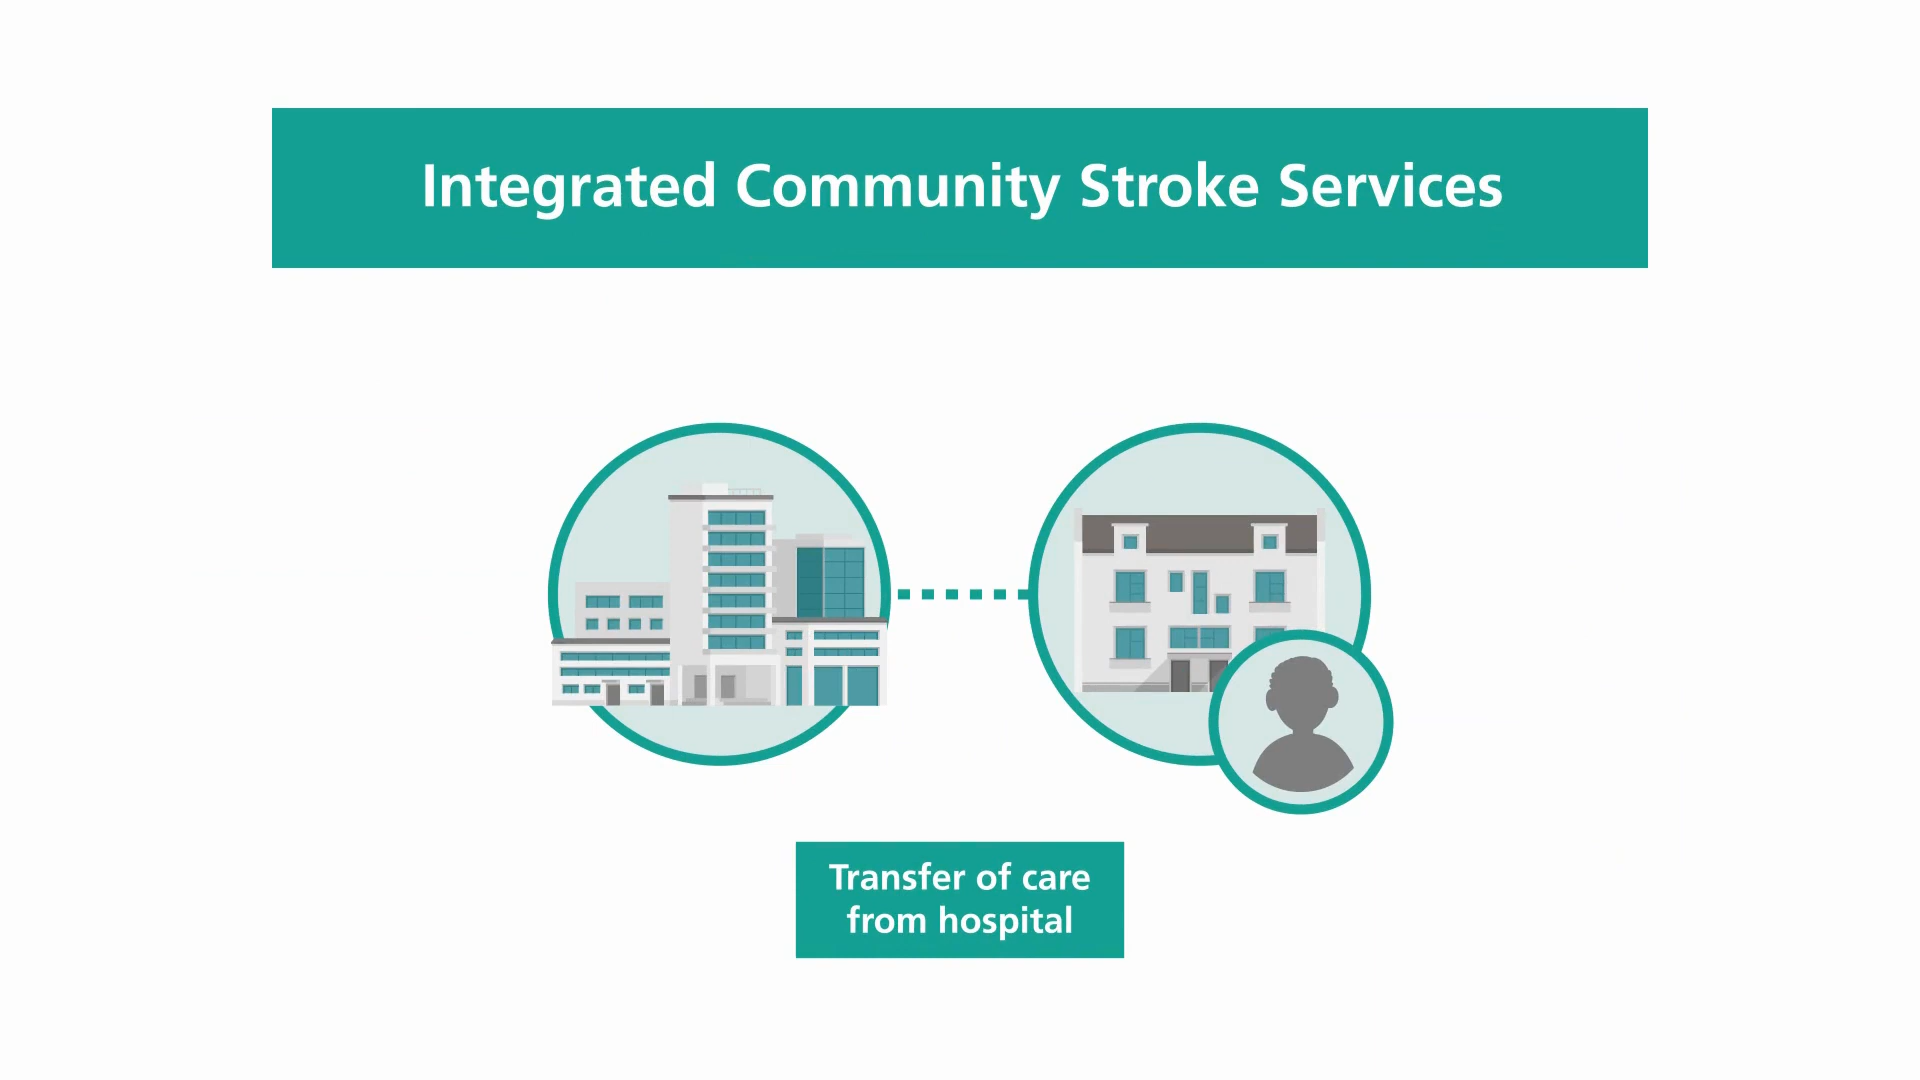 Integrated Community Stroke Services
Transfer of care
from hospital